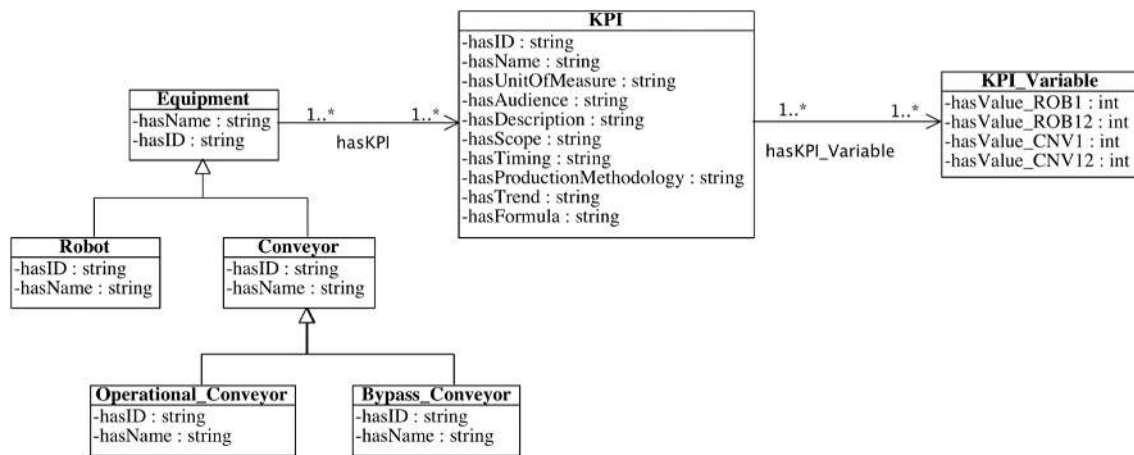 KPI
-hasID : string
-hasName : string
-hasUnitOfMeasure : string
-hasAudience : string
-hasDescription : string
-hasScope : string
-hasTiming : string
-hasProductionMethodology : string
-hasTrend : string
-hasFormula : string
Equipment
-hasName : string
-hasID : string
1..*
1..*
hasKPI
1..*
1..*
hasKPI_Variable
KPI_Variable
-hasValue_ROB1 : int
-hasValue_ROB12 : int
-hasValue_CNV1 : int
-hasValue_CNV12 : int
Robot
-hasID : string
-hasName : string
Conveyor
-hasID : string
-hasName : string
Operational_Conveyor
-hasID : string
-hasName : string
Bypass_Conveyor
-hasID : string
-hasName : string